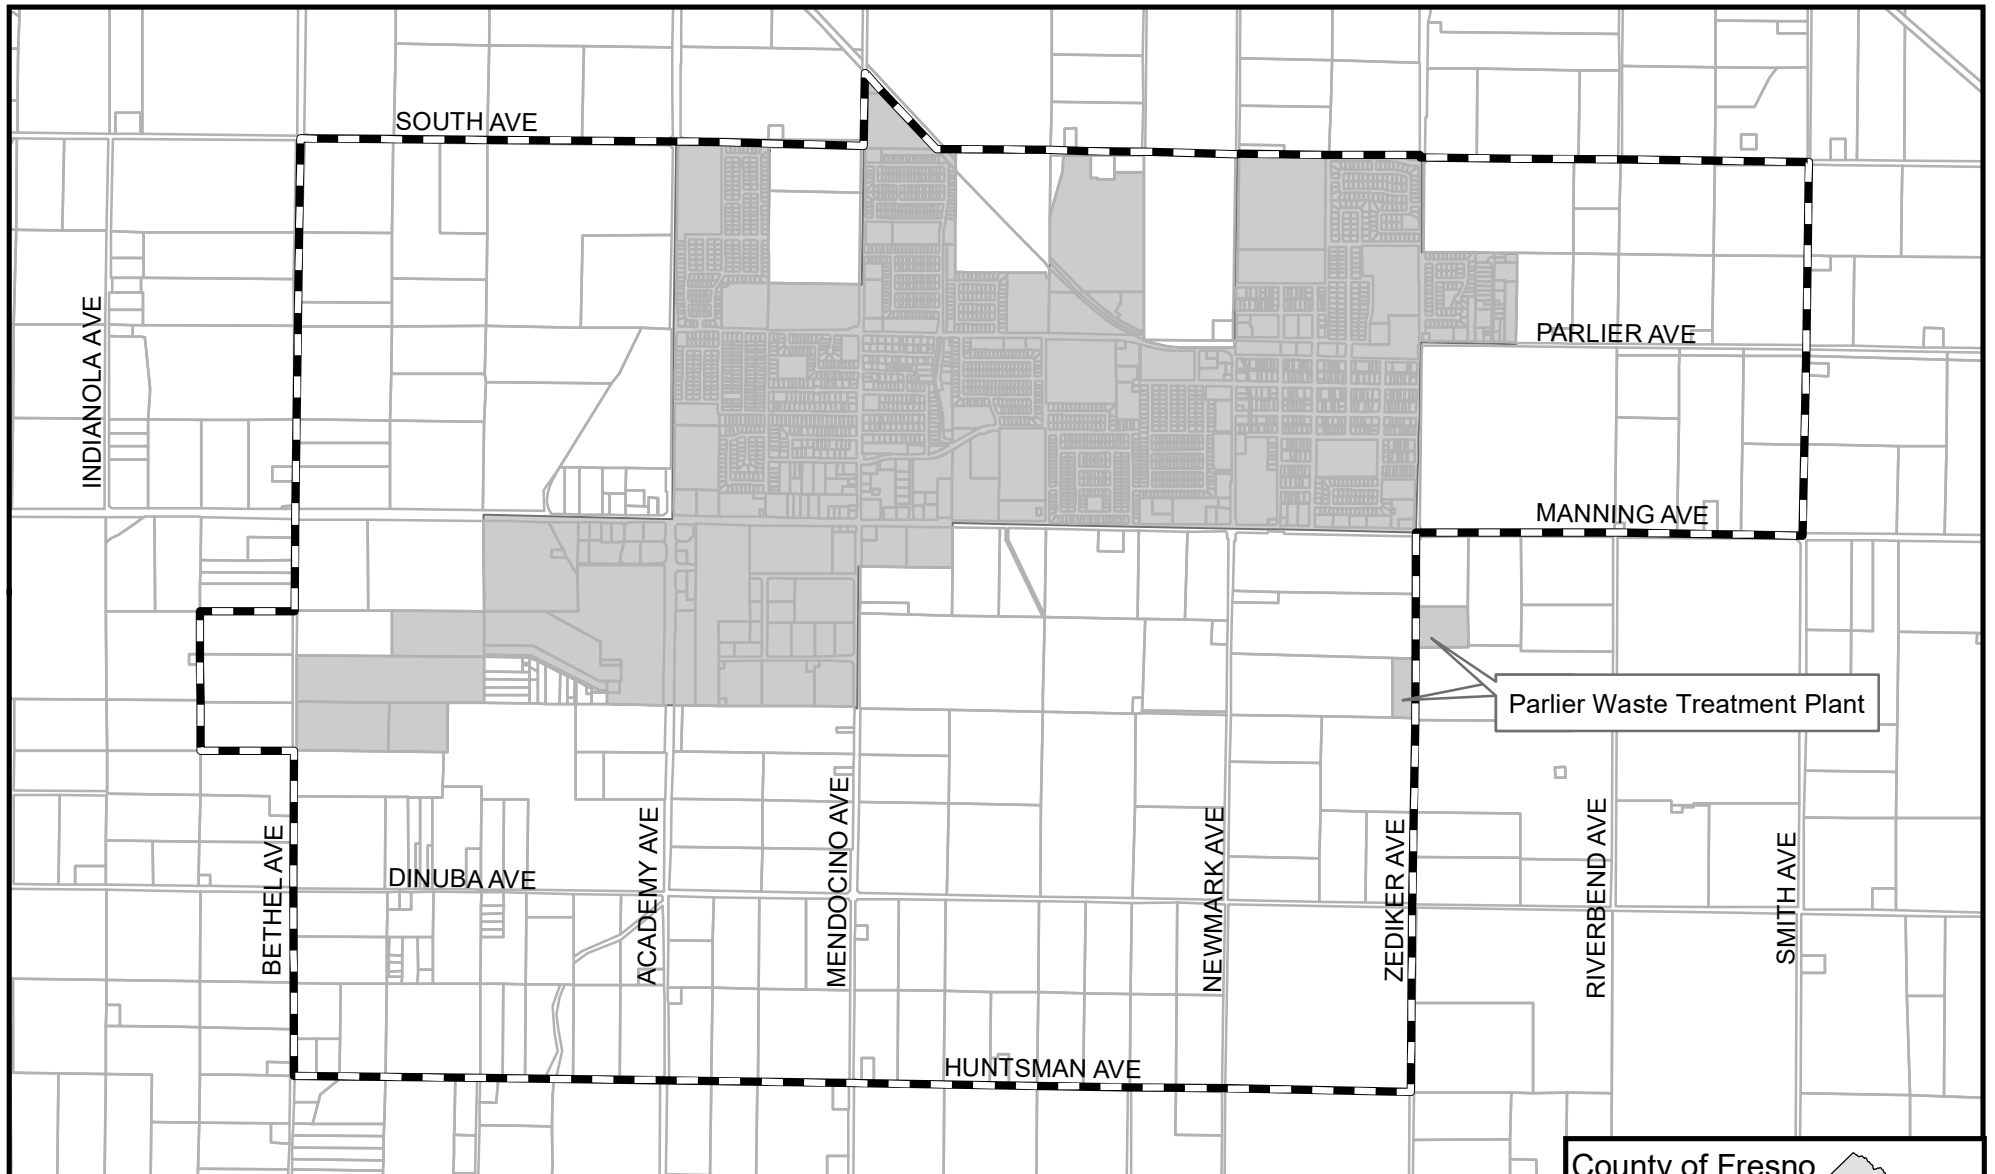 SOUTH AVE
INDIANOLA AVE
PARLIER AVE
MANNING AVE
Parlier Waste Treatment Plant
BETHEL AVE
DINUBA AVE
ACADEMY AVE
MENDOCINO AVE
NEWMARK AVE
ZEDIKER AVE
RIVERBEND AVE
SMITH AVE
HUNTSMAN AVE
County of Fresno